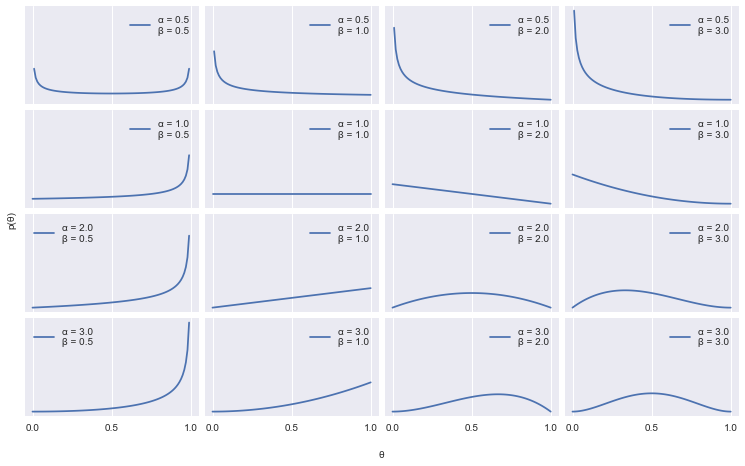 α = 0.5
β = 0.5
α = 0.5
β = 1.0
α = 0.5
β = 2.0
α = 0.5
β = 3.0
α = 1.0
β = 0.5
α = 1.0
β = 1.0
α = 1.0
β = 2.0
α = 1.0
β = 3.0
p(θ)
α = 2.0
β = 0.5
α = 2.0
β = 1.0
α = 2.0
β = 2.0
α = 2.0
β = 3.0
α = 3.0
β = 0.5
α = 3.0
β = 1.0
α = 3.0
β = 2.0
α = 3.0
β = 3.0
0.0 0.5 1.0 0.0 0.5 1.0 0.0 0.5 1.0 0.0 0.5 1.0
θ